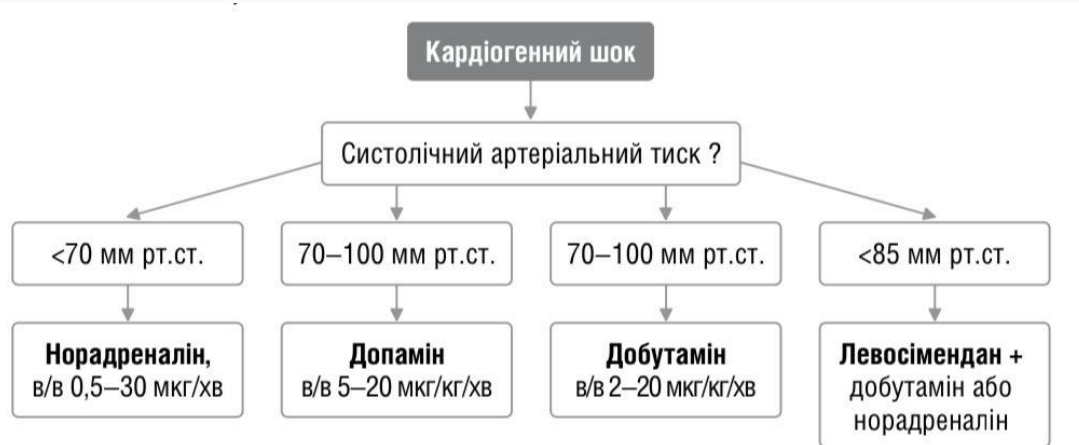 Кардіогенний шок
Систолічний артеріальний тиск ?
<70 мм рт.ст.
70–100 мм рт.ст.
70–100 мм рт.ст.
<85 мм рт.ст.
Норадреналін,
в/в 0,5–30 мкг/хв
Допамін
в/в 5–20 мкг/кг/хв
Добутамін
в/в 2–20 мкг/кг/хв
Левосімендан +
добутамін або
норадреналін